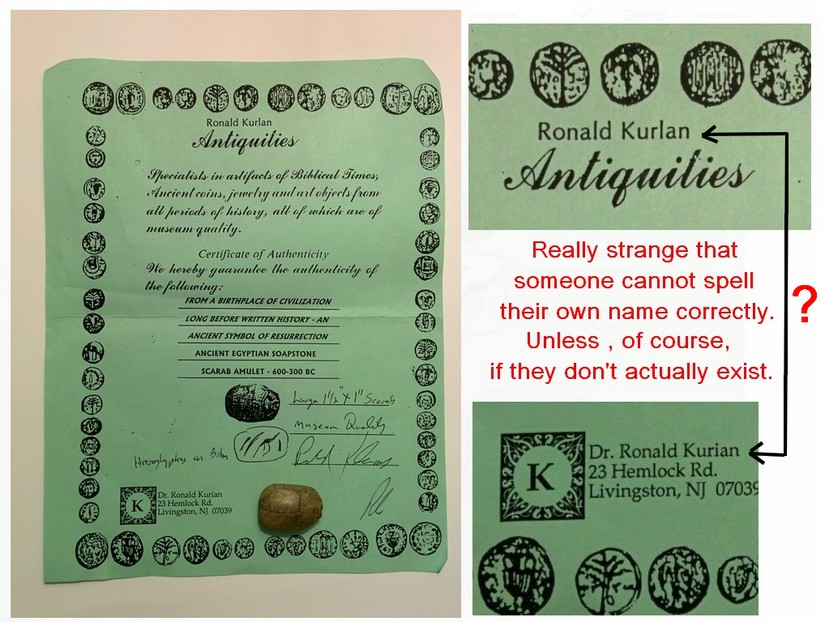 Ronald Kurlan
Antiquities
Specialists in artifacts of Biblical Times,
Ancient coins, jewelry and art objects from
all periods of history, all of which are of
museum quality.
Certificate of Authenticity
We hereby guarantee the authenticity of
the following:
FROM A BIRTHPLACE OF CIVILIZATION
LONG BEFORE WRITTEN HISTORY - AN
ANCIENT SYMBOL OF RESURRECTION
ANCIENT EGYPTIAN SOAPSTONE
SCARAB AMULET - 600-300 BC
Large 1½" X 1" Scarab
Museum Quality
Hieroglyphics on
K
Dr. Ronald Kurian
23 Hemlock Rd.
Livingston, NJ 07039
Ronald Kurlan
Antiquities
Really strange that
someone cannot spell
their own name correctly.
Unless , of course,
if they don't actually exist.
?
K
Dr. Ronald Kurian
23 Hemlock Rd.
Livingston, NJ 07039